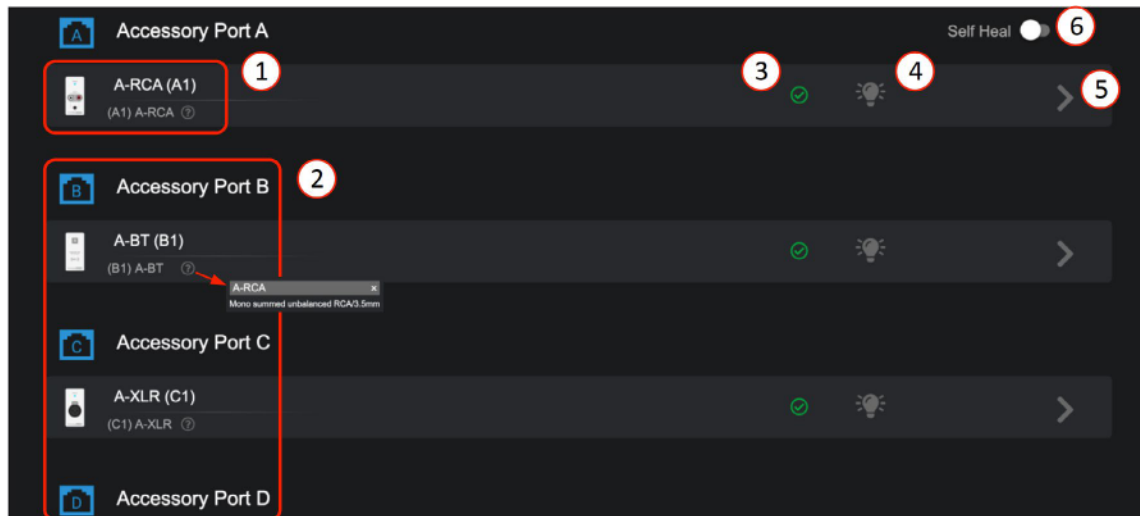 A Accessory Port A Self Heal 6
A-RCA (A1) 1 3 4 5
(A1) A-RCA ?
B Accessory Port B 2
A-BT (B1)
(B1) A-BT ?
A-RCA x
Mono summed unbalanced RCA/3.5mm
C Accessory Port C
A-XLR (C1)
(C1) A-XLR ?
D Accessory Port D